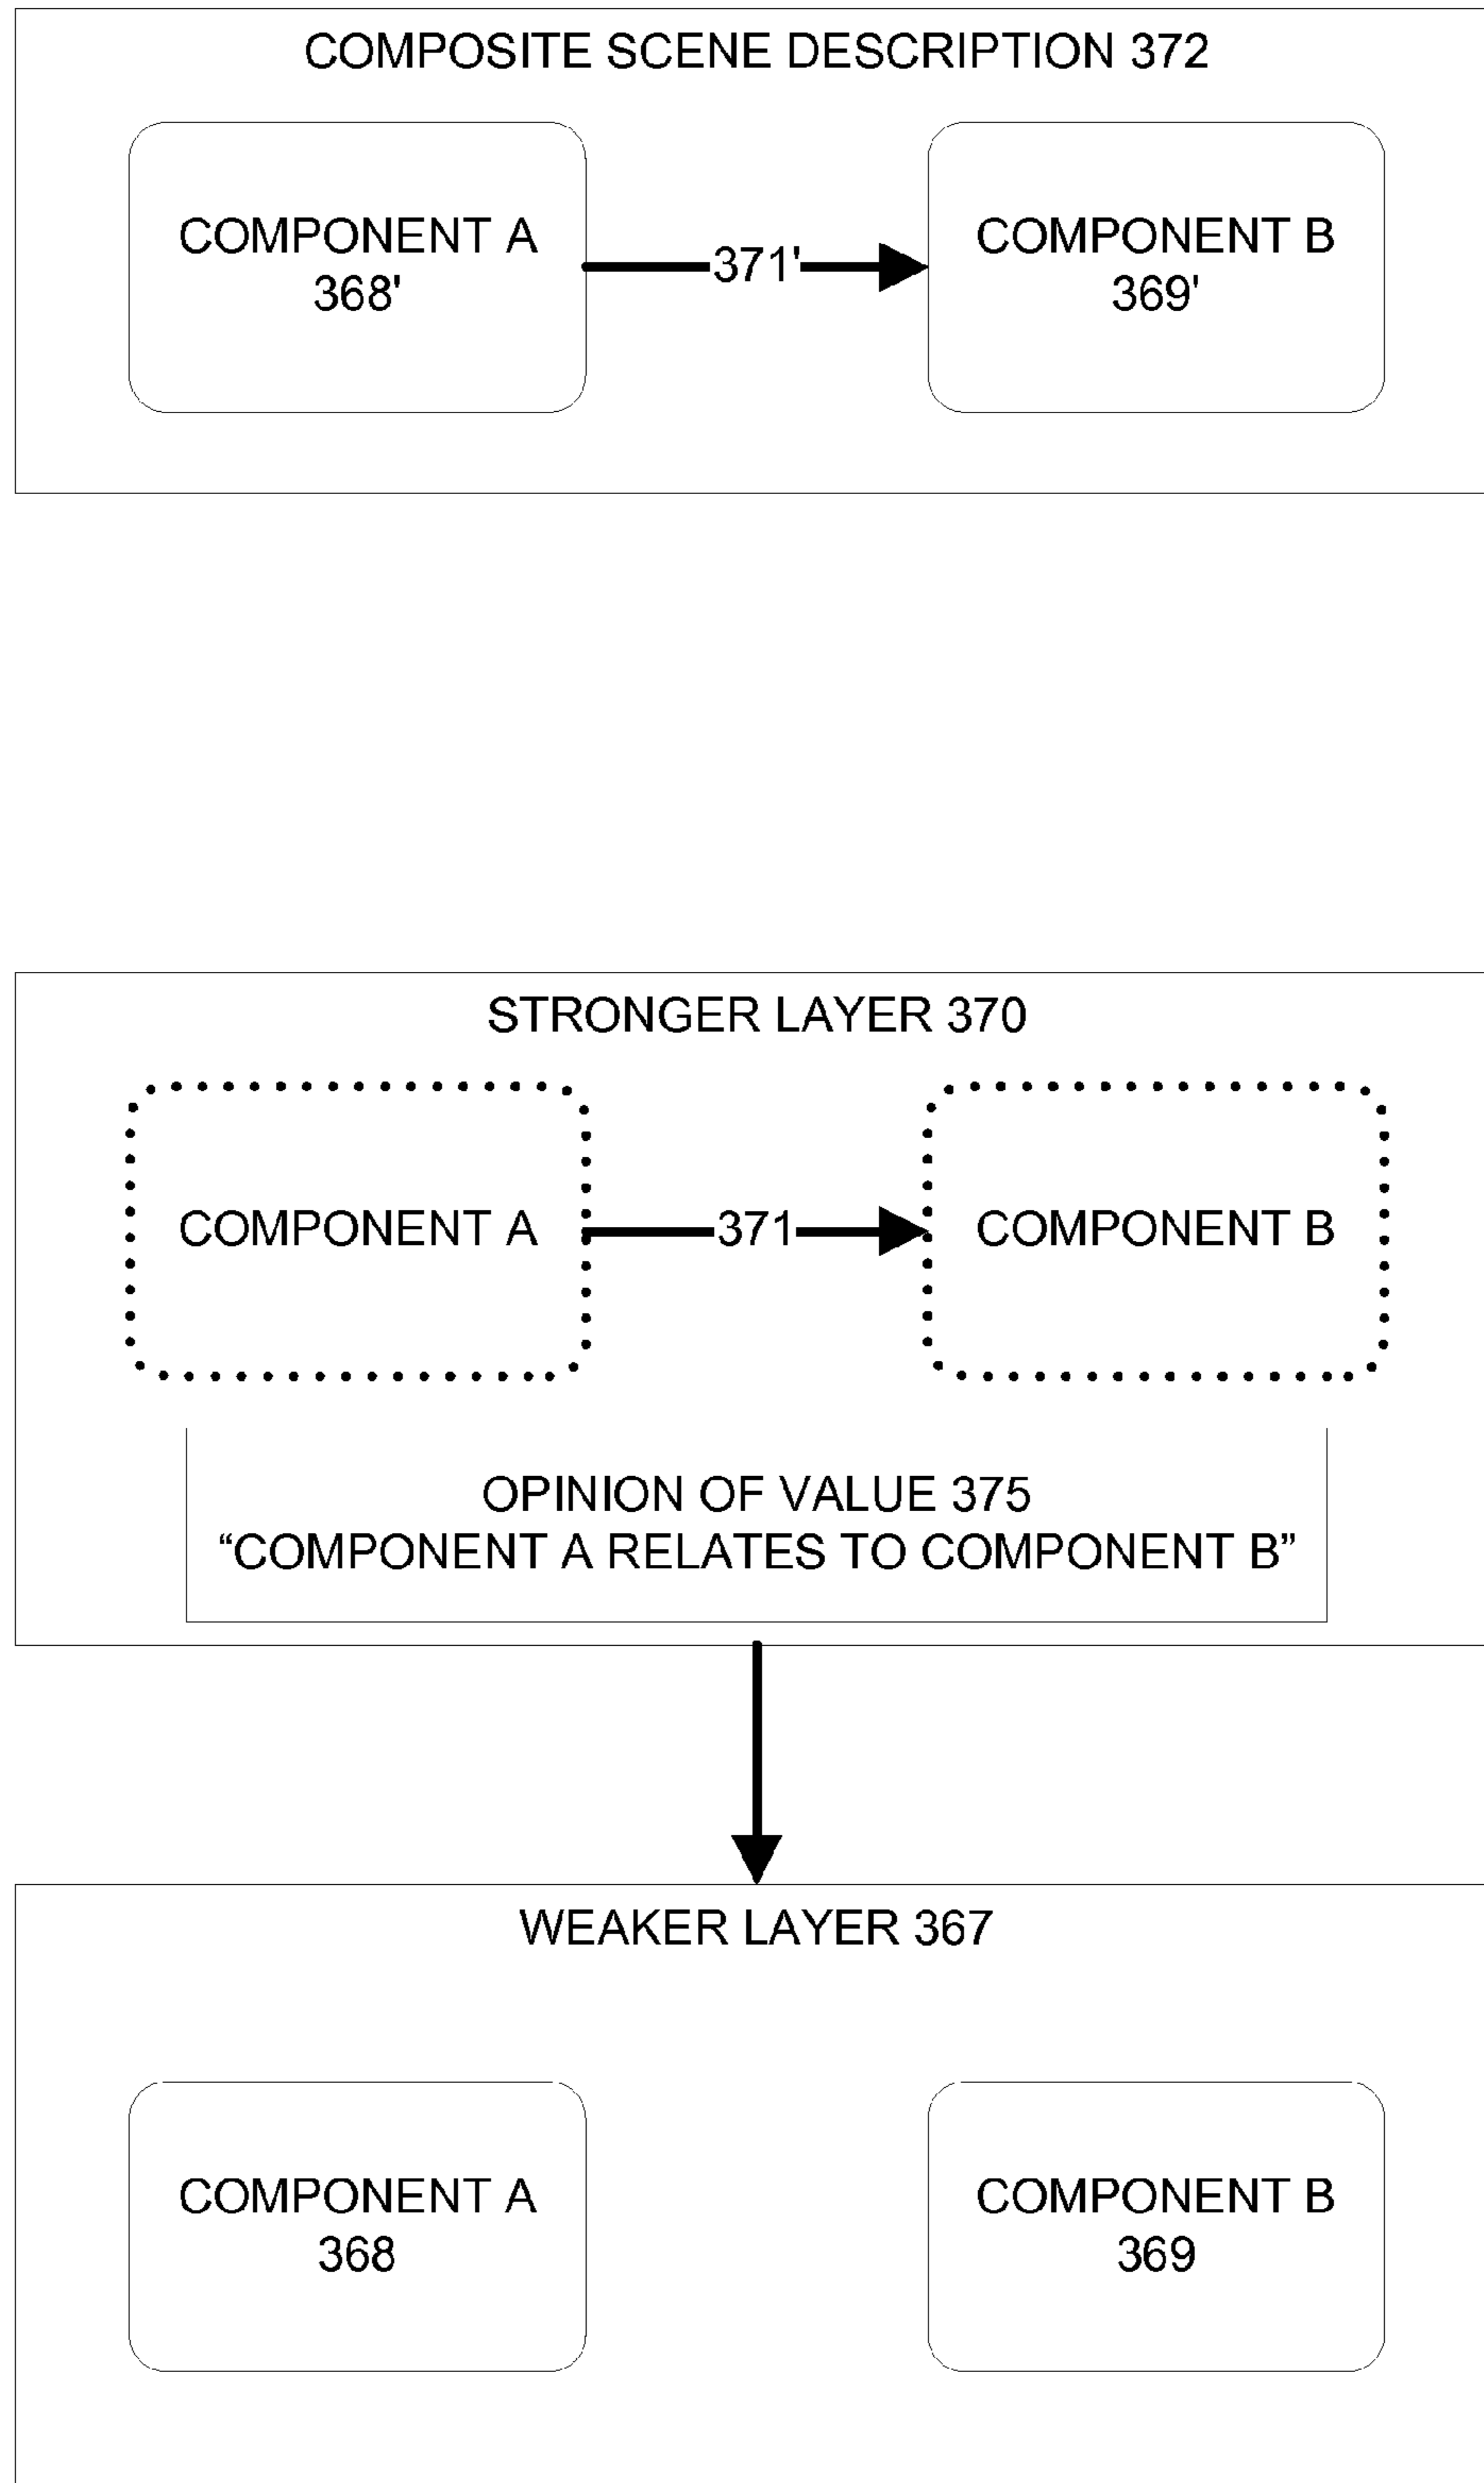 COMPOSITE SCENE DESCRIPTION 372
COMPONENT A
368'
371'
COMPONENT B
369'
STRONGER LAYER 370
COMPONENT A
371
COMPONENT B
OPINION OF VALUE 375
“COMPONENT A RELATES TO COMPONENT B”
WEAKER LAYER 367
COMPONENT A
368
COMPONENT B
369